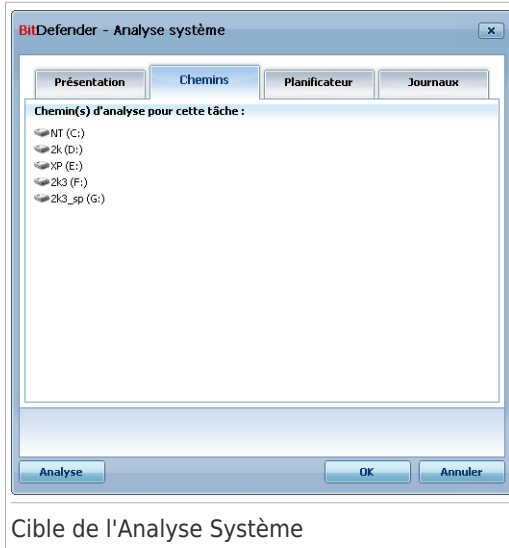 BitDefender - Analyse système
Présentation Chemins Planificateur Journaux
Chemin(s) d'analyse pour cette tâche :
NT (C:)
2k (D:)
XP (E:)
2k3 (F:)
2k3_sp (G:)
Analyse OK Annuler
Cible de l'Analyse Système